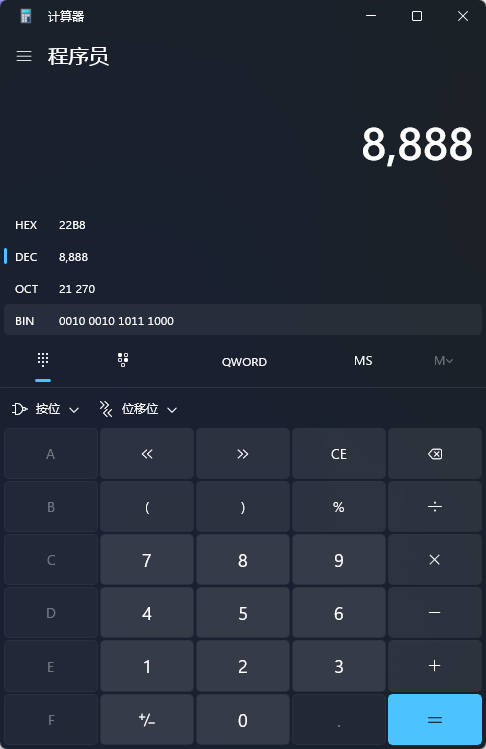 计算器
程序员
8,888
HEX 22B8
DEC 8,888
OCT 21 270
BIN 0010 0010 1011 1000
QWORD MS M
按位 位移位
A « » CE
B ( ) % ÷
C 7 8 9 ×
D 4 5 6 −
E 1 2 3 +
F +/− 0 . =